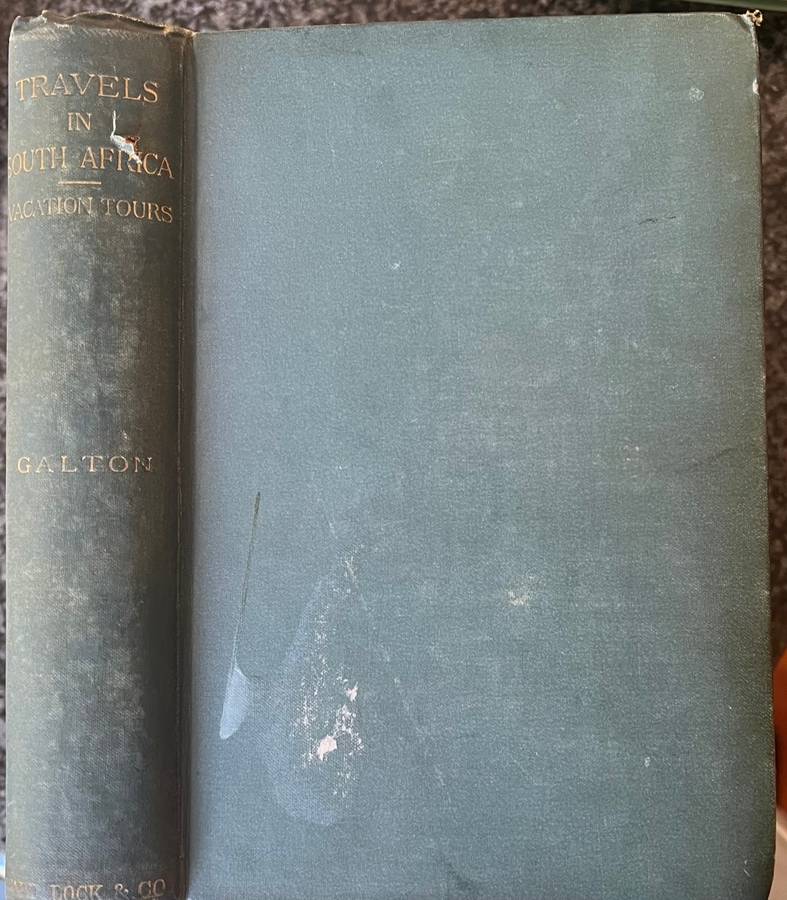 TRAVELS
IN
SOUTH AFRICA
VACATION TOURS
GALTON
LOCK & CO